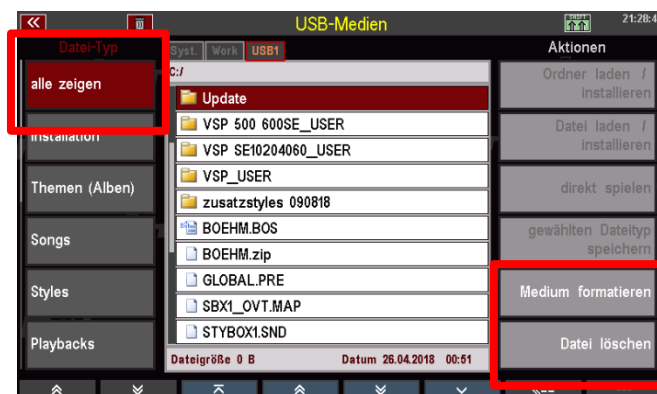 USB-Medien
SHIFT
21:28:4
Datei-Typ
Syst. Work USB1
Aktionen
C:/
alle zeigen
Installation
Themen (Alben)
Songs
Styles
Playbacks
Update
VSP 500 600SE_USER
VSP SE10204060_USER
VSP_USER
zusatzstyles 090818
BOEHM.BOS
BOEHM.zip
GLOBAL.PRE
SBX1_OVT.MAP
STYBOX1.SND
Dateigröße 0 B Datum 26.04.2018 00:51
Ordner laden /
installieren
Datei laden /
installieren
direkt spielen
gewählten Dateityp
speichern
Medium formatieren
Datei löschen